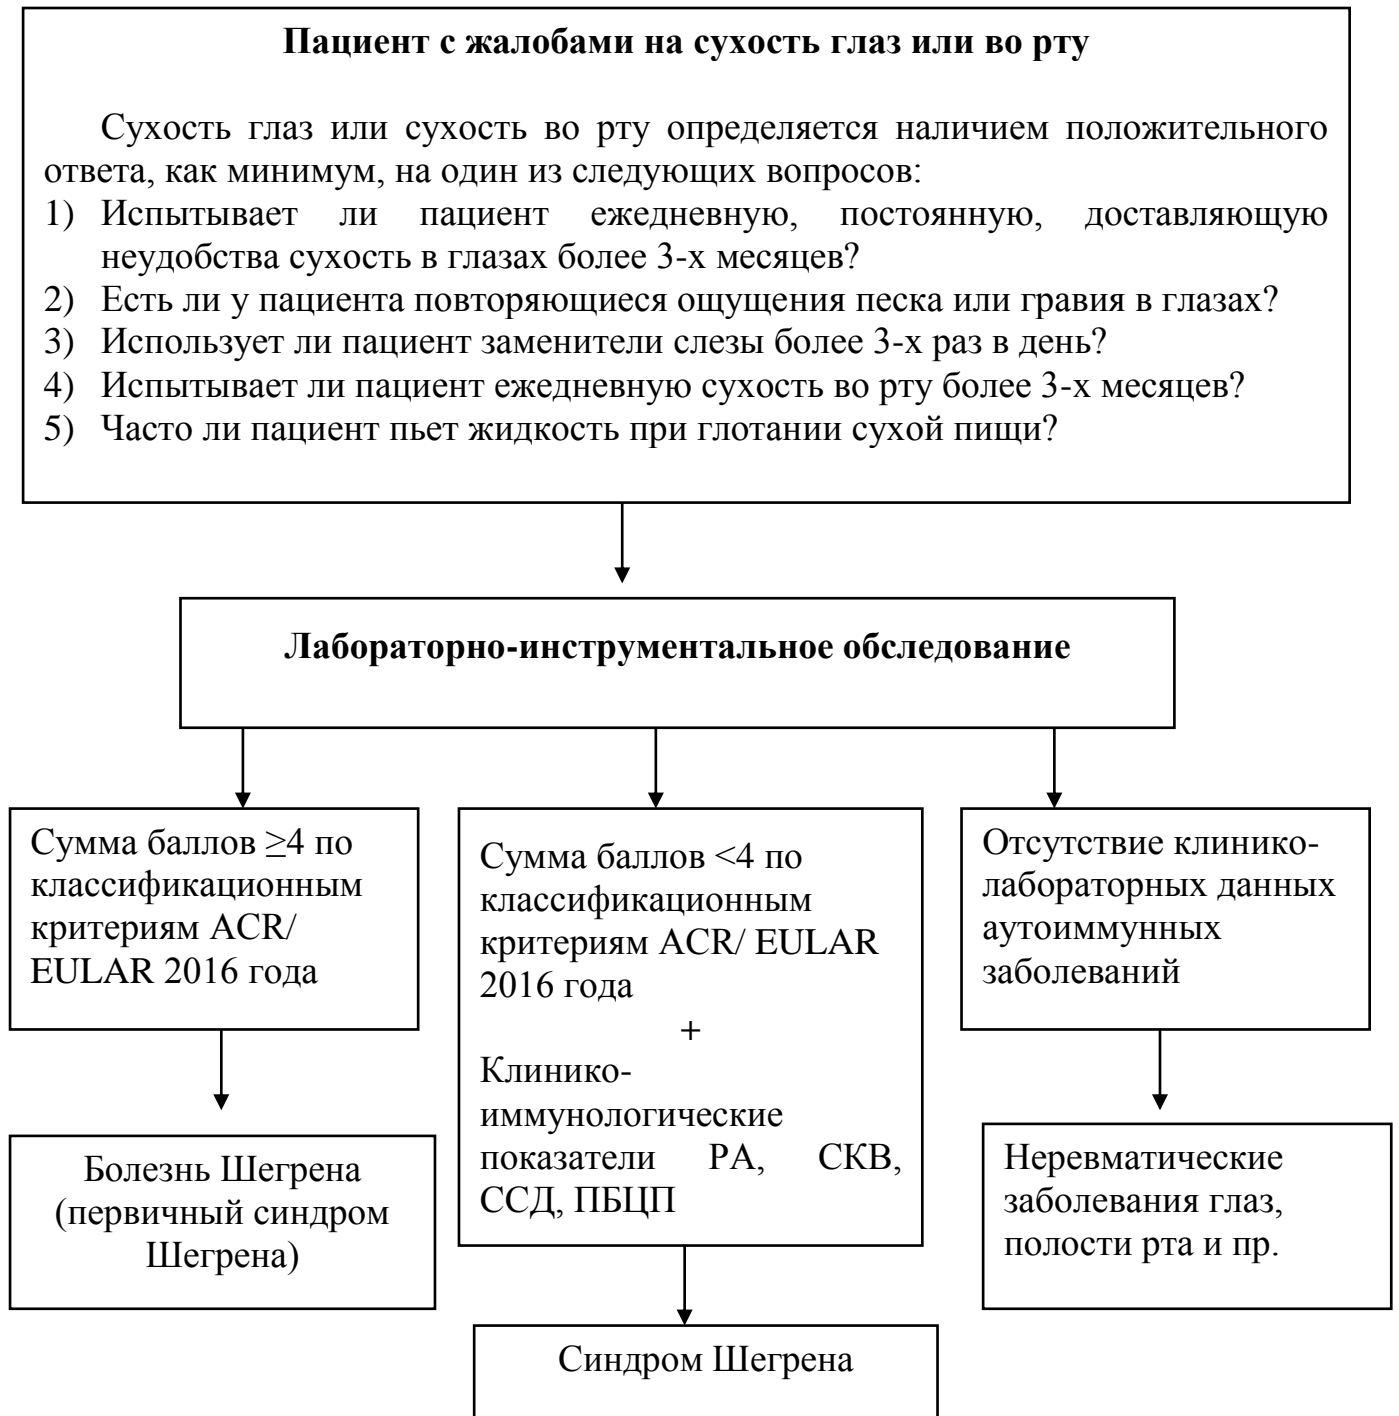 Пациент с жалобами на сухость глаз или во рту
Сухость глаз или сухость во рту определяется наличием положительного
ответа, как минимум, на один из следующих вопросов:
1) Испытывает ли пациент ежедневную, постоянную, доставляющую
неудобства сухость в глазах более 3-х месяцев?
2) Есть ли у пациента повторяющиеся ощущения песка или гравия в глазах?
3) Использует ли пациент заменители слезы более 3-х раз в день?
4) Испытывает ли пациент ежедневную сухость во рту более 3-х месяцев?
5) Часто ли пациент пьет жидкость при глотании сухой пищи?
Лабораторно-инструментальное обследование
Сумма баллов ≥4 по
классификационным
критериям ACR/
EULAR 2016 года
Сумма баллов <4 по
классификационным
критериям ACR/ EULAR
2016 года
+
Клинико-
иммунологические
показатели РА, СКВ,
ССД, ПБЦП
Отсутствие клинико-
лабораторных данных
аутоиммунных
заболеваний
Болезнь Шегрена
(первичный синдром
Шегрена)
Неревматические
заболевания глаз,
полости рта и пр.
Синдром Шегрена